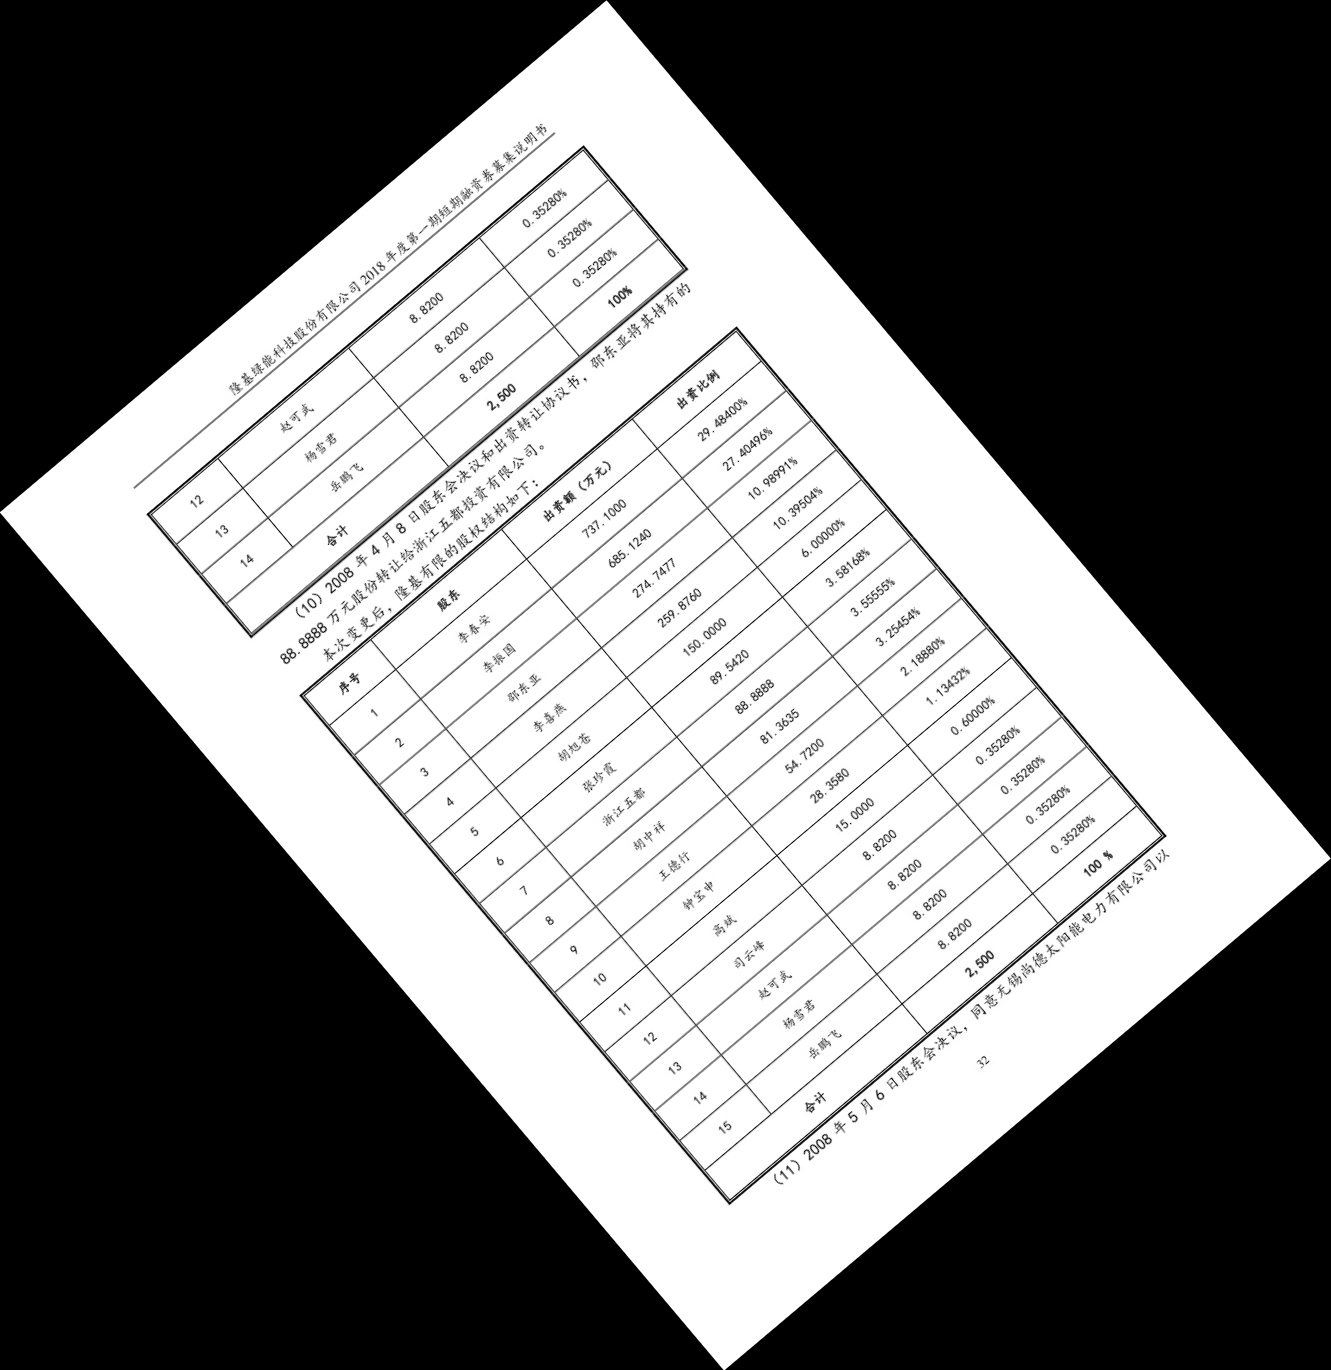 隆基绿能科技股份有限公司 2018 年度第一期短期融资券募集说明书
12 赵可武 8.8200 0.35280%
13 杨雪君 8.8200 0.35280%
14 岳鹏飞 8.8200 0.35280%
合计 2,500 100%
（10）2008 年 4 月 8 日股东会决议和出资转让协议书，邵东亚将其持有的
88.8888 万元股份转让给浙江五都投资有限公司。
本次变更后，隆基有限的股权结构如下：
序号 股东 出资额（万元） 出资比例
1 李春安 737.1000 29.48400%
2 李振国 685.1240 27.40496%
3 邵东亚 274.7477 10.98991%
4 李喜燕 259.8760 10.39504%
5 胡旭苍 150.0000 6.00000%
6 张珍霞 89.5420 3.58168%
7 浙江五都 88.8888 3.55555%
8 胡中祥 81.3635 3.25454%
9 王德行 54.7200 2.18880%
10 钟宝申 28.3580 1.13432%
11 高斌 15.0000 0.60000%
12 司云峰 8.8200 0.35280%
13 赵可武 8.8200 0.35280%
14 杨雪君 8.8200 0.35280%
15 岳鹏飞 8.8200 0.35280%
合计 2,500 100 %
（11）2008 年 5 月 6 日股东会决议，同意无锡尚德太阳能电力有限公司以
32